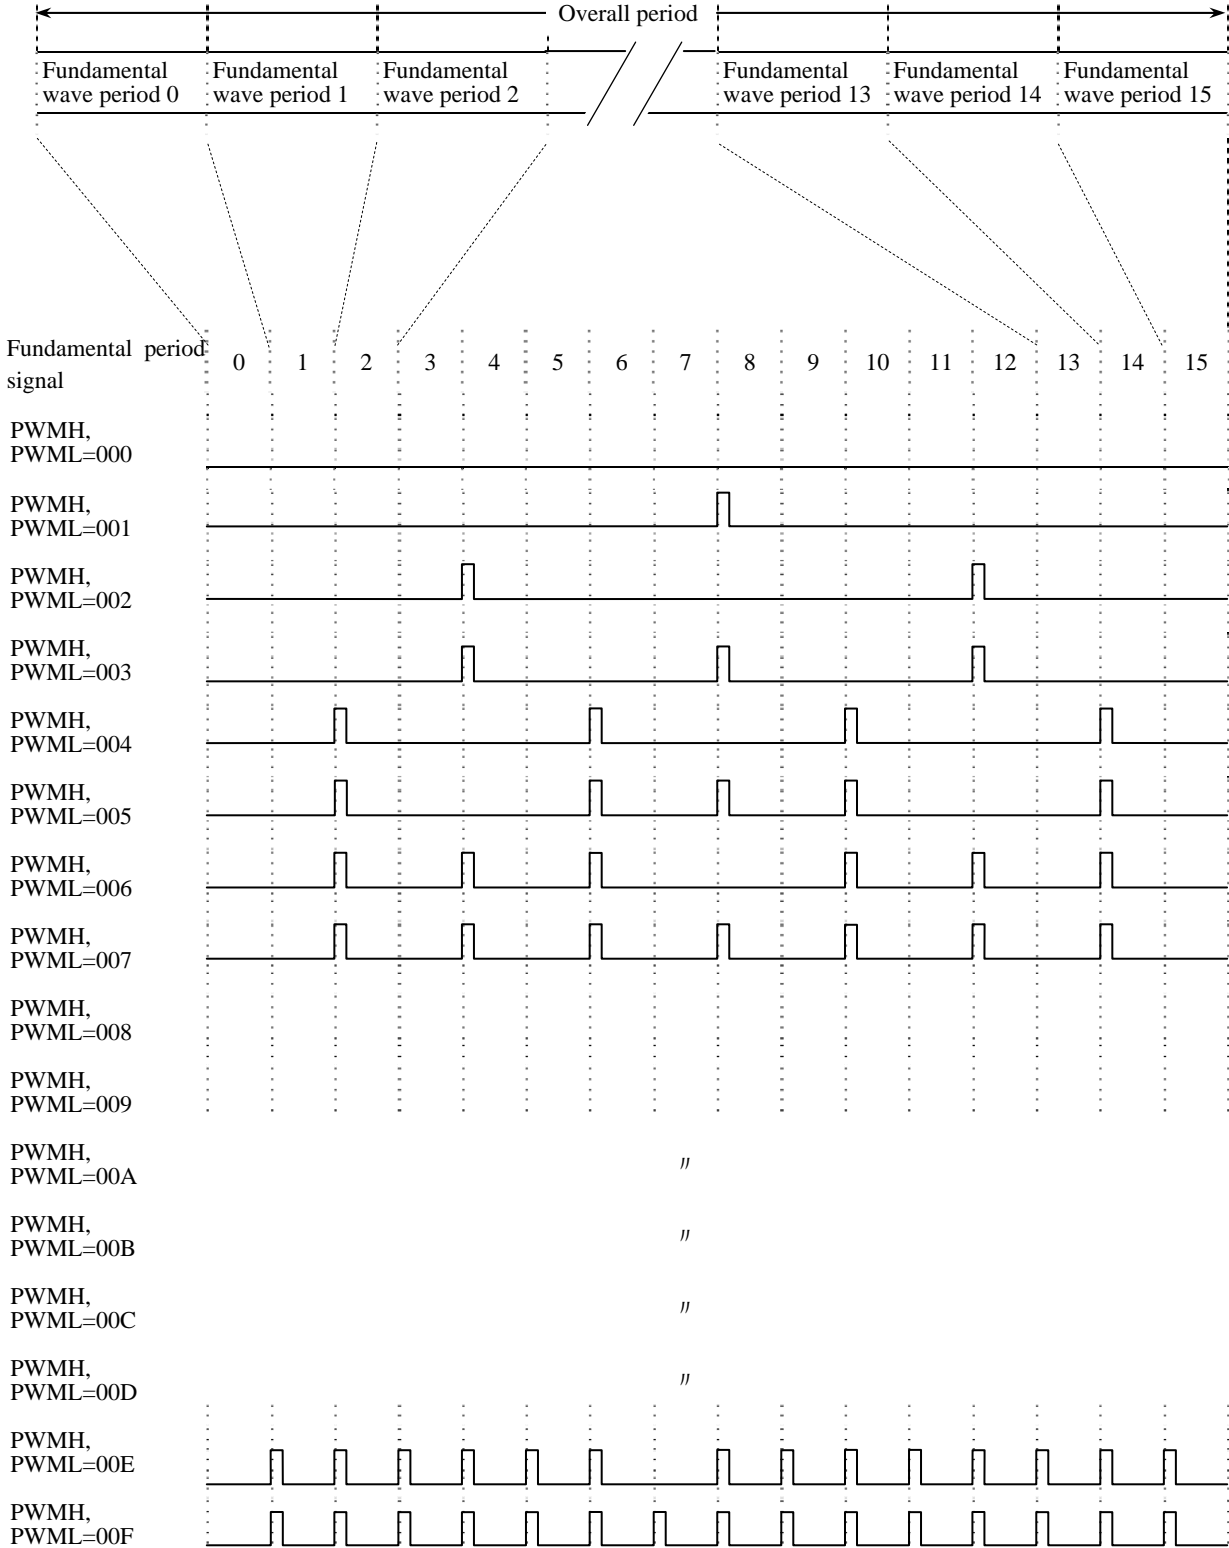 Overall period
Fundamental wave period 0
Fundamental wave period 1
Fundamental wave period 2
Fundamental wave period 13
Fundamental wave period 14
Fundamental wave period 15
Fundamental period signal
0 1 2 3 4 5 6 7 8 9 10 11 12 13 14 15
PWMH,
PWML=000
PWMH,
PWML=001
PWMH,
PWML=002
PWMH,
PWML=003
PWMH,
PWML=004
PWMH,
PWML=005
PWMH,
PWML=006
PWMH,
PWML=007
PWMH,
PWML=008
PWMH,
PWML=009
PWMH,
PWML=00A 〃
PWMH,
PWML=00B 〃
PWMH,
PWML=00C 〃
PWMH,
PWML=00D 〃
PWMH,
PWML=00E
PWMH,
PWML=00F